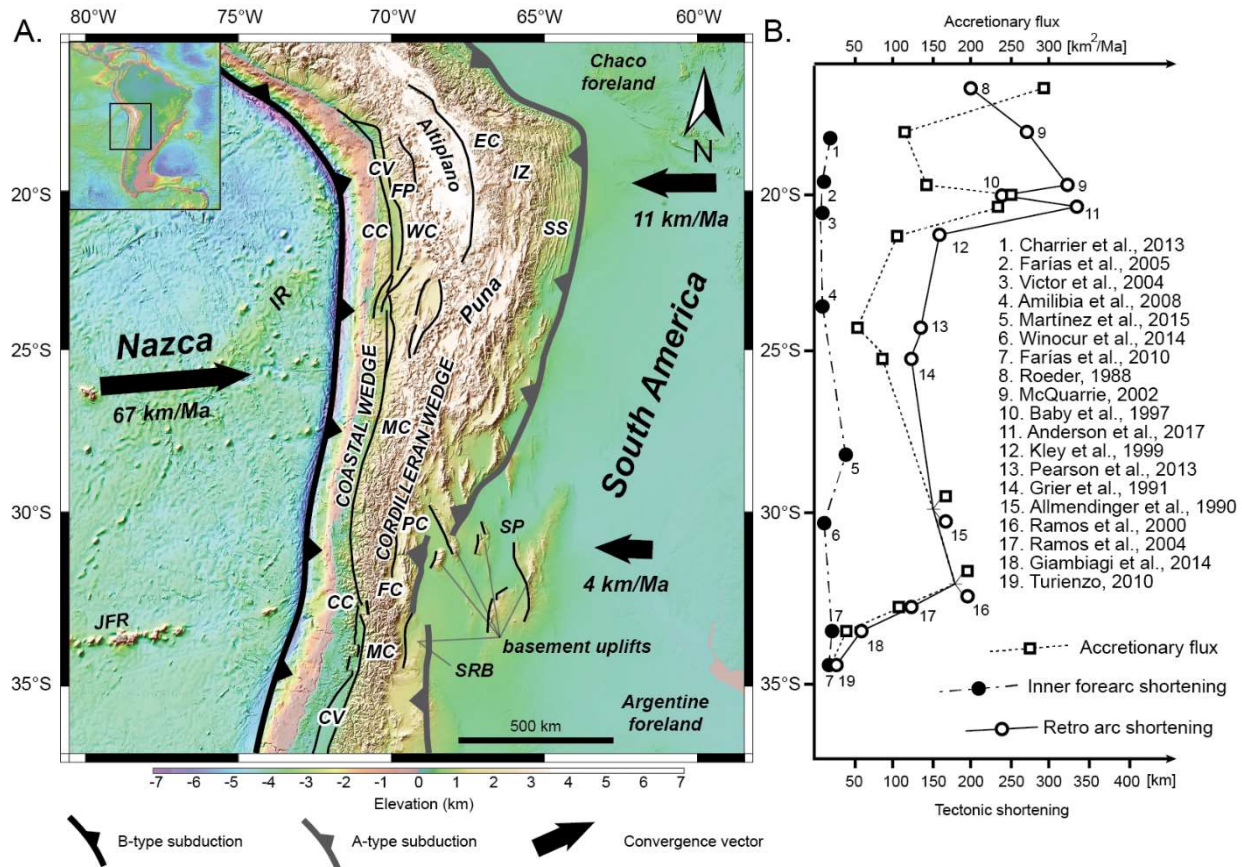 A.
80°W 75°W 70°W 65°W 60°W
20°S
25°S
30°S
35°S
Chaco
foreland
N
Altiplano
EC
CV
IZ
FP
CC
WC
SS
11 km/Ma
IR
Puna
Nazca
67 km/Ma
COASTAL WEDGE
MC
CORDILLERAN WEDGE
South America
PC
SP
4 km/Ma
FC
CC
JFR
basement uplifts
MC
SRB
CV
Argentine
foreland
500 km
-7 -6 -5 -4 -3 -2 -1 0 1 2 3 4 5 6 7
Elevation (km)
B-type subduction
A-type subduction
Convergence vector
B.
Accretionary flux
50 100 150 200 250 300 [km²/Ma]
8
9
1
9
10
2
11
3
12
4
13
14
5
15
6
16
17
7
18
7 19
1. Charrier et al., 2013
2. Farías et al., 2005
3. Victor et al., 2004
4. Amilibia et al., 2008
5. Martínez et al., 2015
6. Winocur et al., 2014
7. Farías et al., 2010
8. Roeder, 1988
9. McQuarrie, 2002
10. Baby et al., 1997
11. Anderson et al., 2017
12. Kley et al., 1999
13. Pearson et al., 2013
14. Grier et al., 1991
15. Allmendinger et al., 1990
16. Ramos et al., 2000
17. Ramos et al., 2004
18. Giambiagi et al., 2014
19. Turienzo, 2010
Accretionary flux
Inner forearc shortening
Retro arc shortening
50 100 150 200 250 300 350 400 [km]
Tectonic shortening